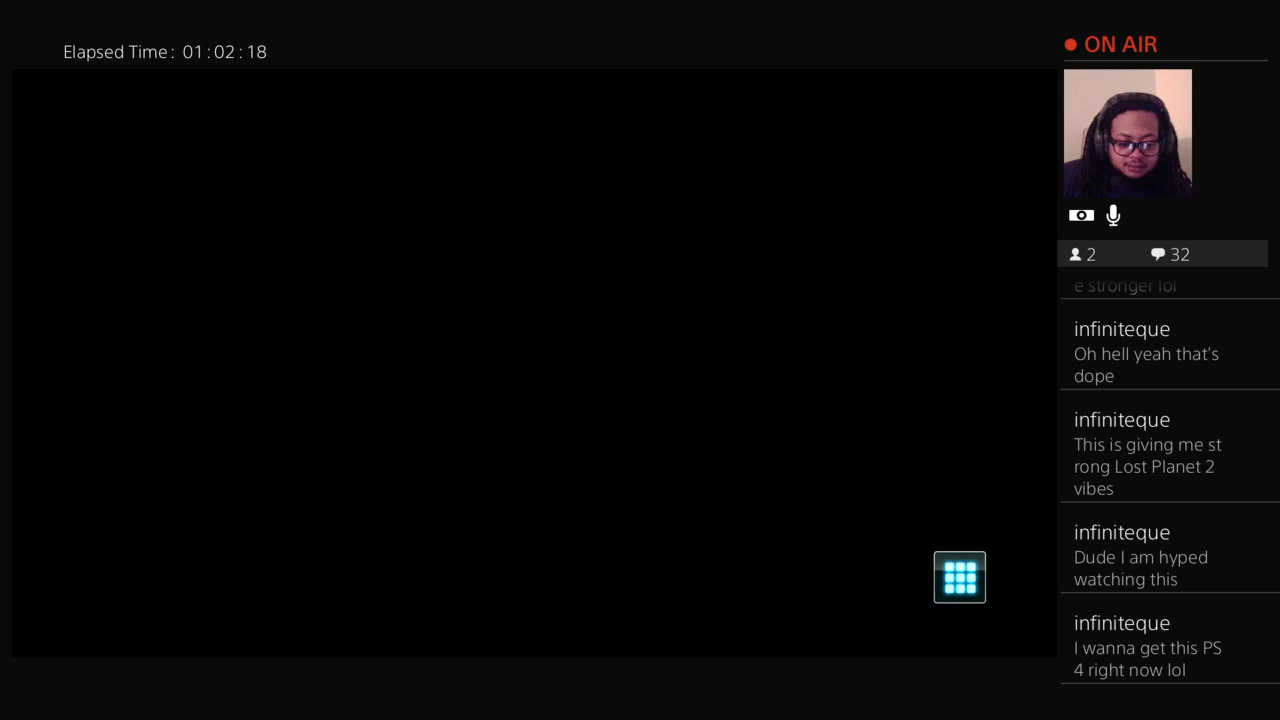 Elapsed Time: 01:02:18
ON AIR
2 32
e stronger lol
infiniteque
Oh hell yeah that's
dope
infiniteque
This is giving me st
rong Lost Planet 2
vibes
infiniteque
Dude I am hyped
watching this
infiniteque
I wanna get this PS
4 right now lol